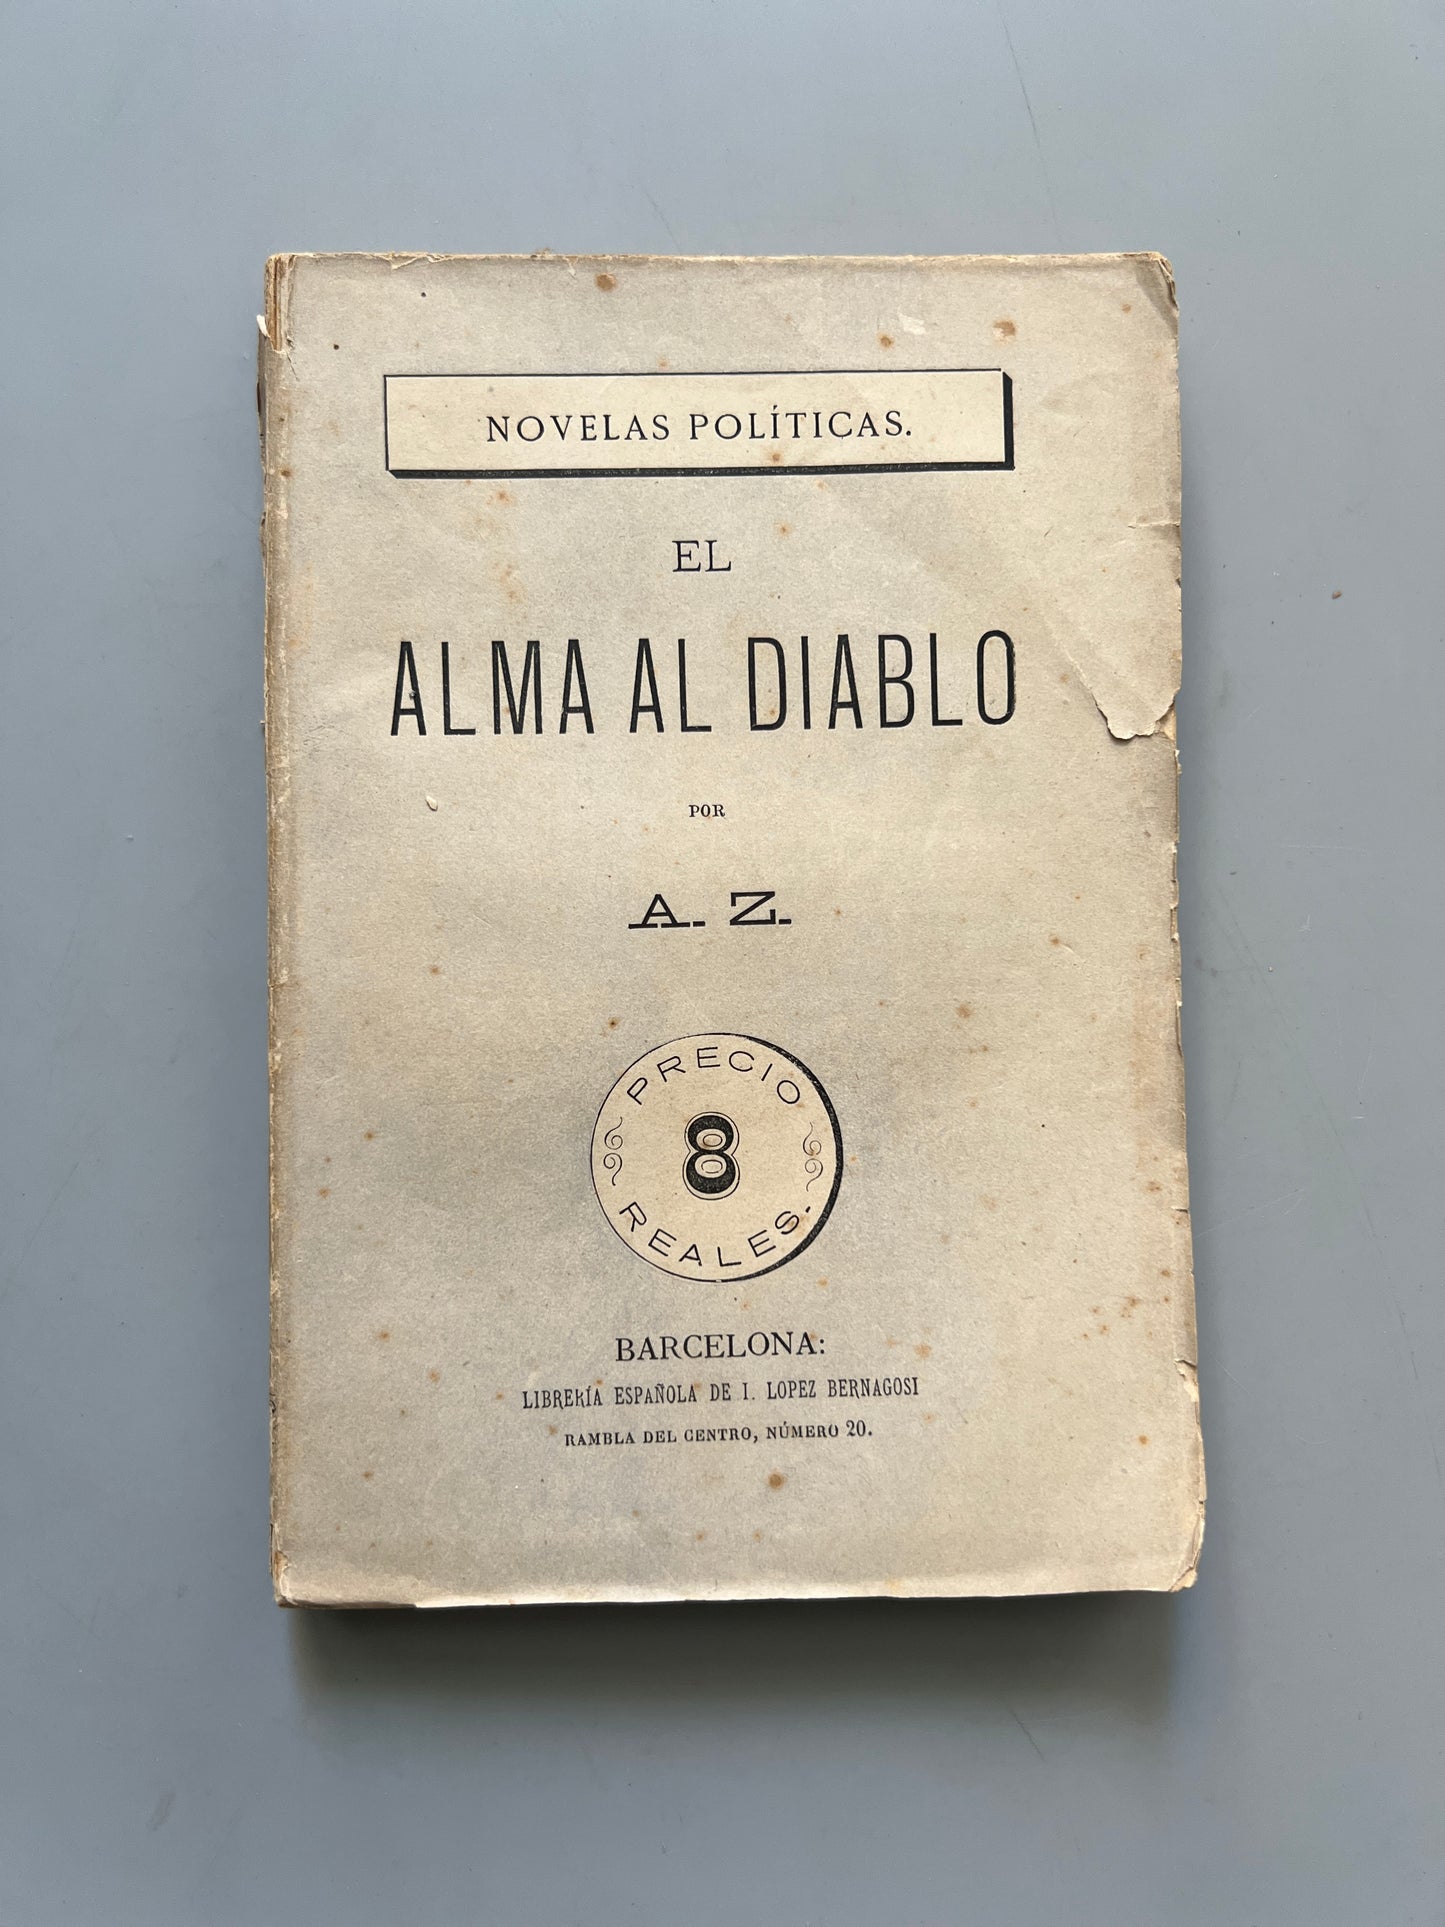 NOVELAS POLÍTICAS.
EL
ALMA AL DIABLO
POR
A. Z.
PRECIO
8
REALES.
BARCELONA:
LIBRERÍA ESPAÑOLA DE I. LOPEZ BERNAGOSI
RAMBLA DEL CENTRO, NÚMERO 20.